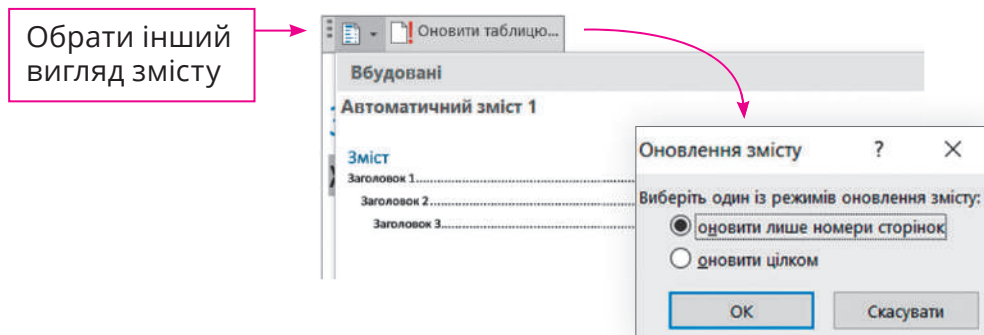 Обрати інший
вигляд змісту
Оновити таблицю...
Вбудовані
Автоматичний зміст 1
Зміст
Заголовок 1
Заголовок 2
Заголовок 3
Оновлення змісту ? ×
Виберіть один із режимів оновлення змісту:
оновити лише номери сторінок
оновити цілком
ОК Скасувати